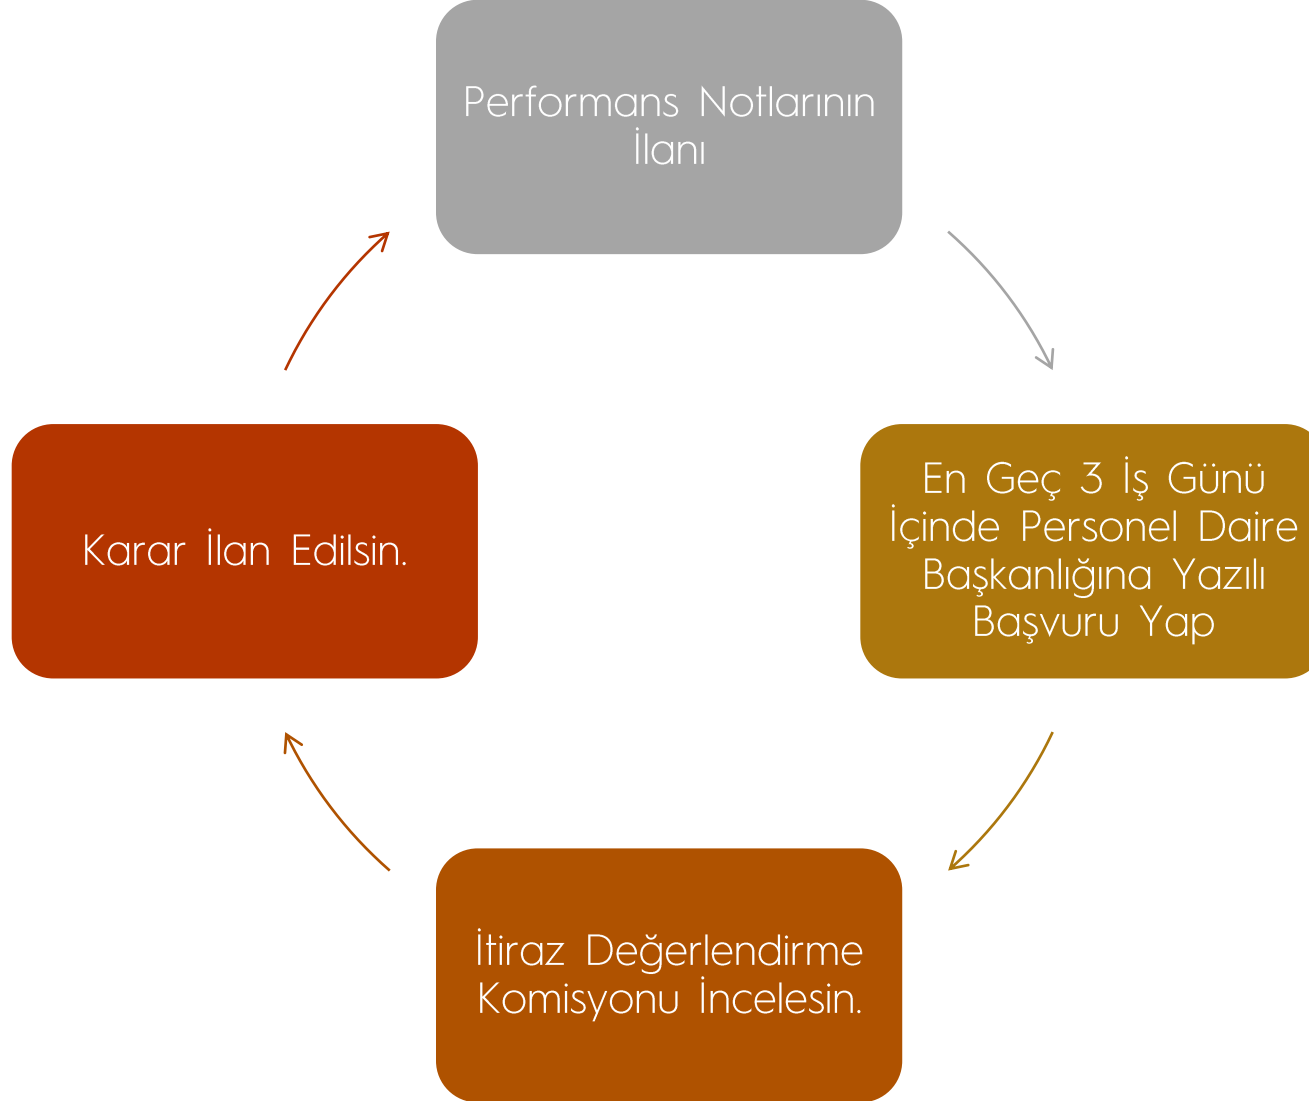 Performans Notlarının
İlanı
En Geç 3 İş Günü
İçinde Personel Daire
Başkanlığına Yazılı
Başvuru Yap
İtiraz Değerlendirme
Komisyonu İncelesin.
Karar İlan Edilsin.